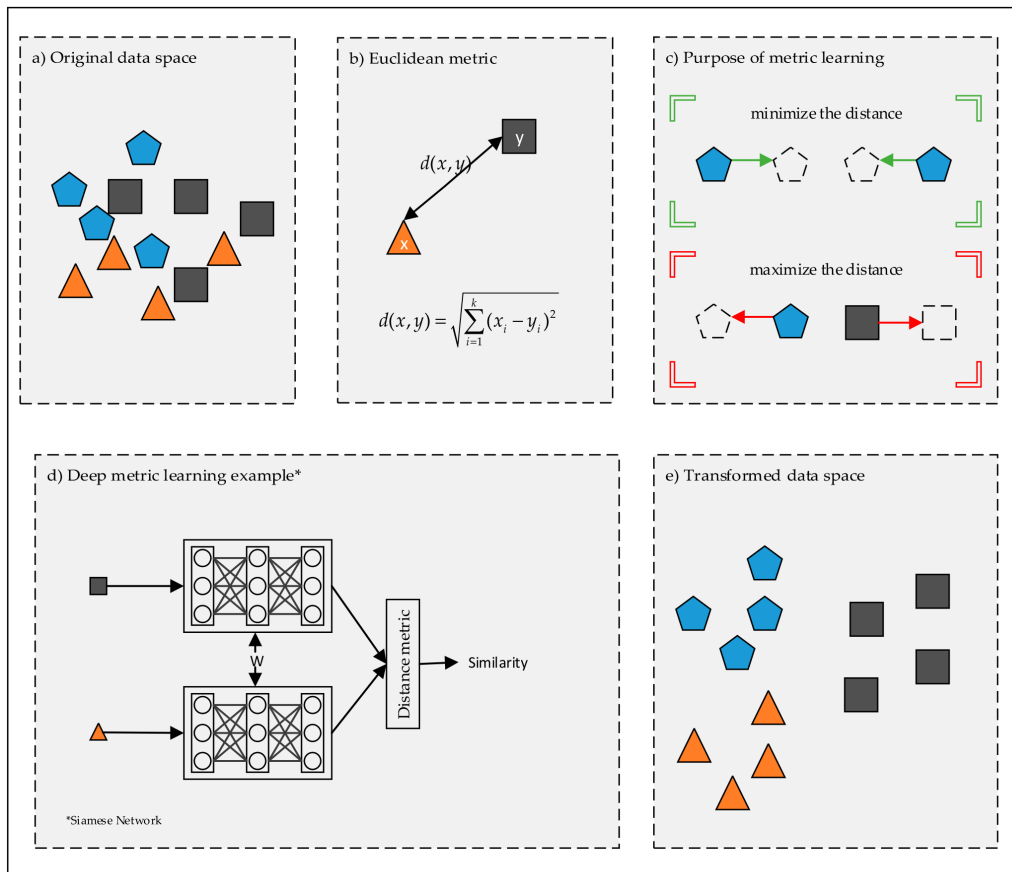 a) Original data space
b) Euclidean metric
y
d(x, y)
x
d(x, y) = √(∑_{i=1}^{k} (x_i − y_i)^2)
c) Purpose of metric learning
minimize the distance
maximize the distance
d) Deep metric learning example*
W
Distance metric
Similarity
*Siamese Network
e) Transformed data space